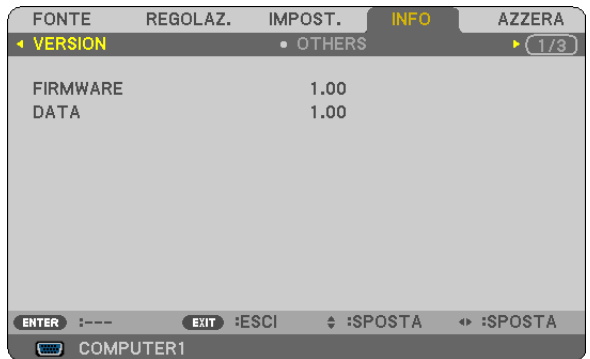 FONTE REGOLAZ. IMPOST. INFO AZZERA
VERSION OTHERS 1/3
FIRMWARE 1.00
DATA 1.00
ENTER :--- EXIT :ESCI :SPOSTA :SPOSTA
COMPUTER1